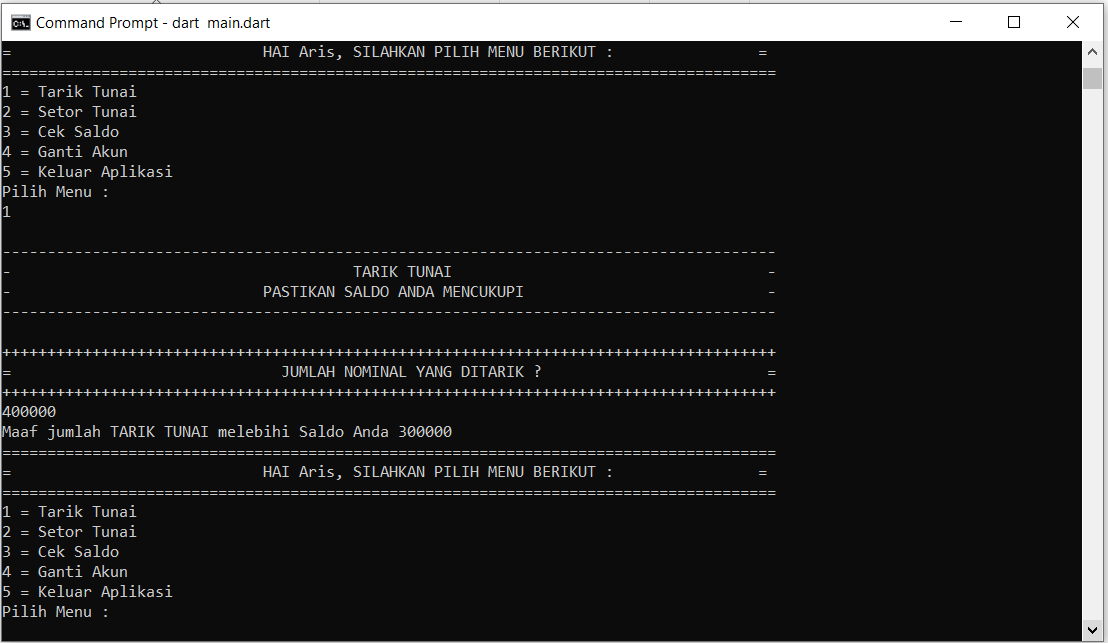 Command Prompt - dart  main.dart
=                            HAI Aris, SILAHKAN PILIH MENU BERIKUT :                =
======================================================================================
1 = Tarik Tunai
2 = Setor Tunai
3 = Cek Saldo
4 = Ganti Akun
5 = Keluar Aplikasi
Pilih Menu :
1
--------------------------------------------------------------------------------------
-                                      TARIK TUNAI                                   -
-                            PASTIKAN SALDO ANDA MENCUKUPI                           -
--------------------------------------------------------------------------------------
++++++++++++++++++++++++++++++++++++++++++++++++++++++++++++++++++++++++++++++++++++++
=                              JUMLAH NOMINAL YANG DITARIK ?                         =
++++++++++++++++++++++++++++++++++++++++++++++++++++++++++++++++++++++++++++++++++++++
400000
Maaf jumlah TARIK TUNAI melebihi Saldo Anda 300000
======================================================================================
=                            HAI Aris, SILAHKAN PILIH MENU BERIKUT :                =
======================================================================================
1 = Tarik Tunai
2 = Setor Tunai
3 = Cek Saldo
4 = Ganti Akun
5 = Keluar Aplikasi
Pilih Menu :